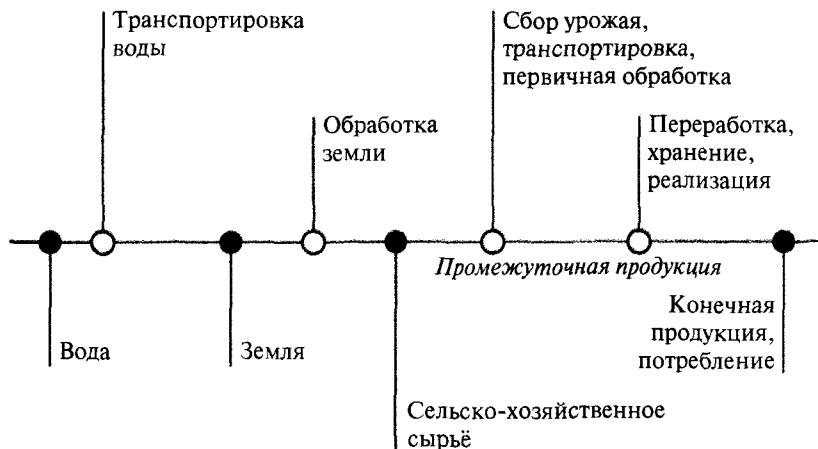 Транспортировка
воды
Сбор урожая,
транспортировка,
первичная обработка
Обработка
земли
Переработка,
хранение,
реализация
Промежуточная продукция
Вода
Земля
Конечная
продукция,
потребление
Сельско-хозяйственное
сырьё